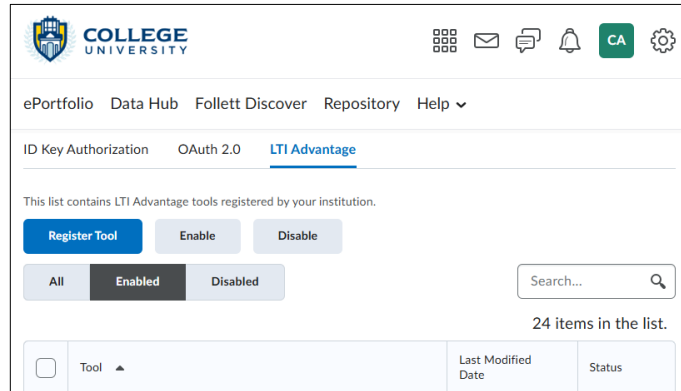 COLLEGE
UNIVERSITY
CA
ePortfolio Data Hub Follett Discover Repository Help
ID Key Authorization OAuth 2.0 LTI Advantage
This list contains LTI Advantage tools registered by your institution.
Register Tool Enable Disable
All Enabled Disabled Search...
24 items in the list.
Tool Last Modified Date Status